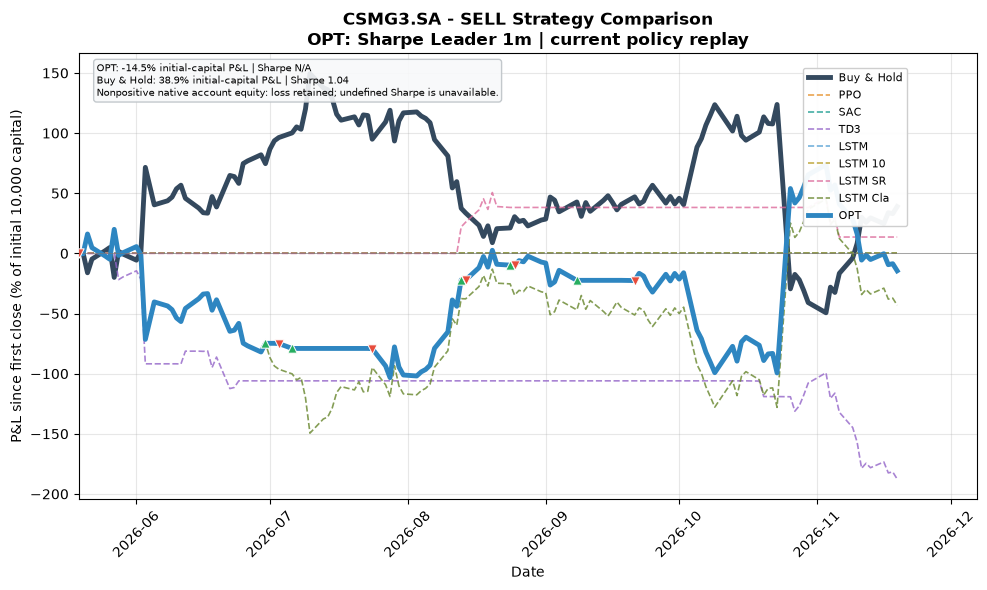 CSMG3.SA - SELL Strategy Comparison
OPT: Sharpe Leader 1m | current policy replay
OPT: -14.5% initial-capital P&L | Sharpe N/A
Buy & Hold: 38.9% initial-capital P&L | Sharpe 1.04
Nonpositive native account equity: loss retained; undefined Sharpe is unavailable.
Buy & Hold
PPO
SAC
TD3
LSTM
LSTM 10
LSTM SR
LSTM Cla
OPT
P&L since first close (% of initial 10,000 capital)
150
100
50
0
−50
−100
−150
−200
2026-06
2026-07
2026-08
2026-09
2026-10
2026-11
2026-12
Date